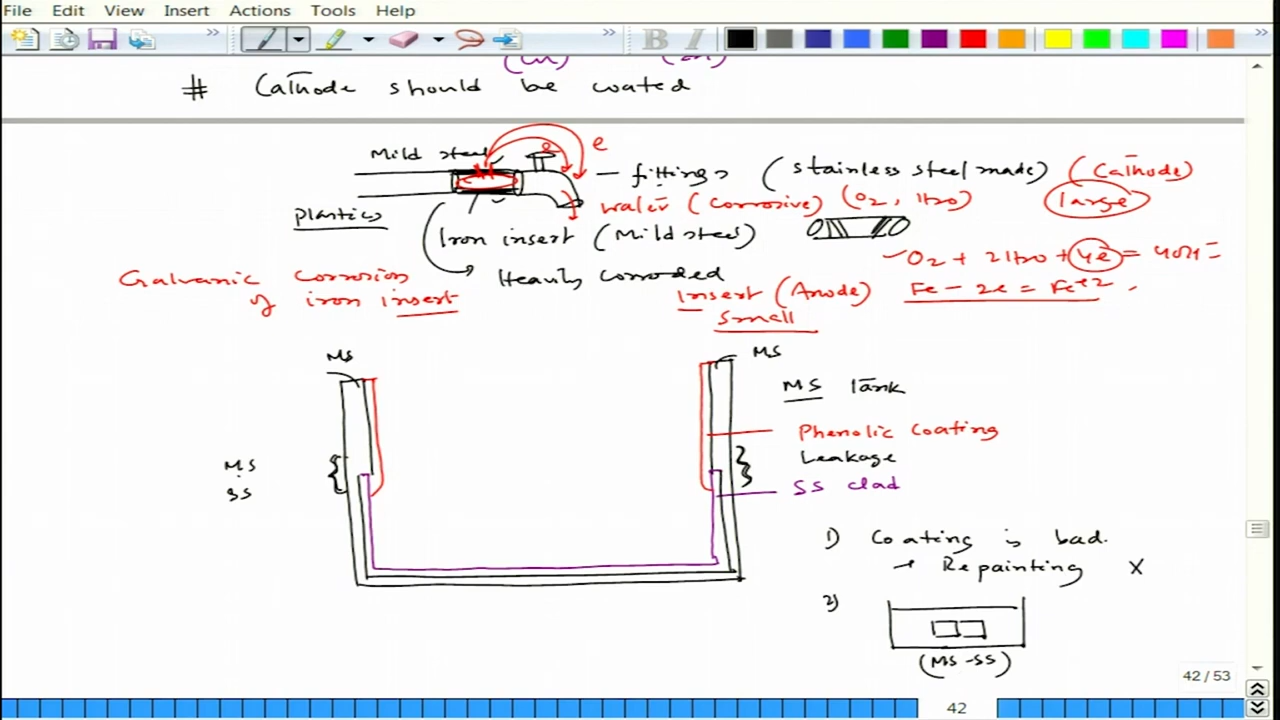 File Edit View Insert Actions Tools Help
# Cathode should be coated
Mild steel
e
e
fittings (stainless steel made) (Cathode)
large
plastics
water (corrosive) (O2, H2O)
Iron insert (Mild steel)
Heavily corroded
O2 + 2H2O + 4e = 4OH-
Galvanic corrosion
of iron insert
Insert (Anode)
small
Fe - 2e = Fe+2
MS
MS
MS Tank
Phenolic coating
Leakage
SS clad
MS
SS
1) Coating is bad.
→ Repainting X
2)
(MS-SS)
42 / 53
42